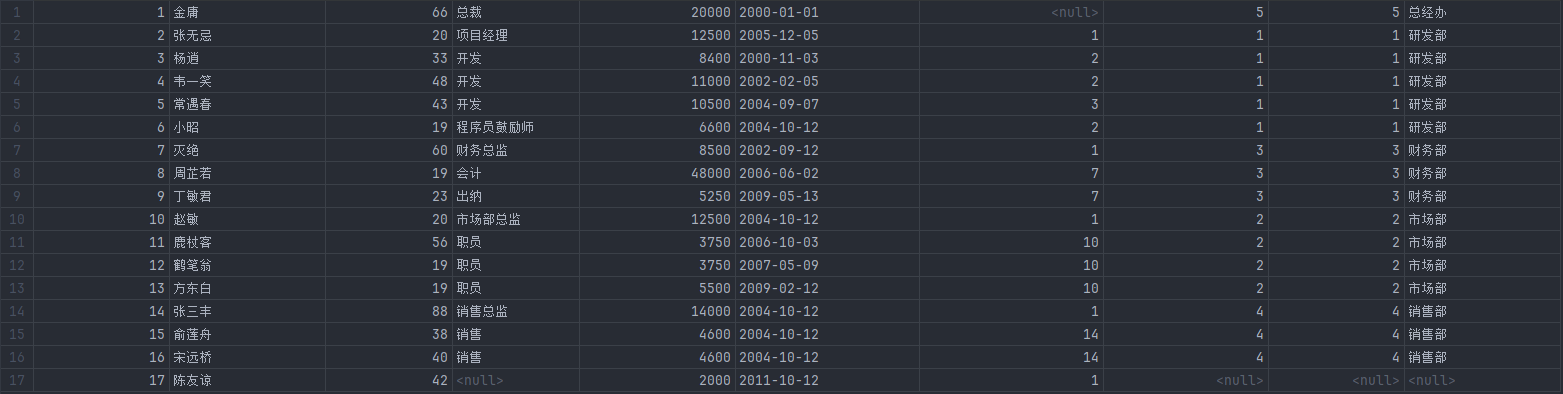 1 1 金庸 66 总裁 20000 2000-01-01 <null> 5 5 总经办
2 2 张无忌 20 项目经理 12500 2005-12-05 1 1 1 研发部
3 3 杨逍 33 开发 8400 2000-11-03 2 1 1 研发部
4 4 韦一笑 48 开发 11000 2002-02-05 2 1 1 研发部
5 5 常遇春 43 开发 10500 2004-09-07 3 1 1 研发部
6 6 小昭 19 程序员鼓励师 6600 2004-10-12 2 1 1 研发部
7 7 灭绝 60 财务总监 8500 2002-09-12 1 3 3 财务部
8 8 周芷若 19 会计 48000 2006-06-02 7 3 3 财务部
9 9 丁敏君 23 出纳 5250 2009-05-13 7 3 3 财务部
10 10 赵敏 20 市场部总监 12500 2004-10-12 1 2 2 市场部
11 11 鹿杖客 56 职员 3750 2006-10-03 10 2 2 市场部
12 12 鹤笔翁 19 职员 3750 2007-05-09 10 2 2 市场部
13 13 方东白 19 职员 5500 2009-02-12 10 2 2 市场部
14 14 张三丰 88 销售总监 14000 2004-10-12 1 4 4 销售部
15 15 俞莲舟 38 销售 4600 2004-10-12 14 4 4 销售部
16 16 宋远桥 40 销售 4600 2004-10-12 14 4 4 销售部
17 17 陈友谅 42 <null> 2000 2011-10-12 1 <null> <null> <null>